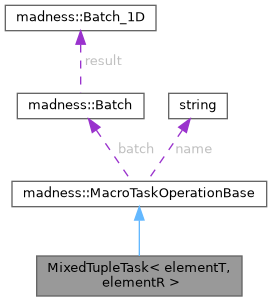 madness::Batch_1D
result
madness::Batch
string
batch
name
madness::MacroTaskOperationBase
MixedTupleTask< elementT,
elementR >